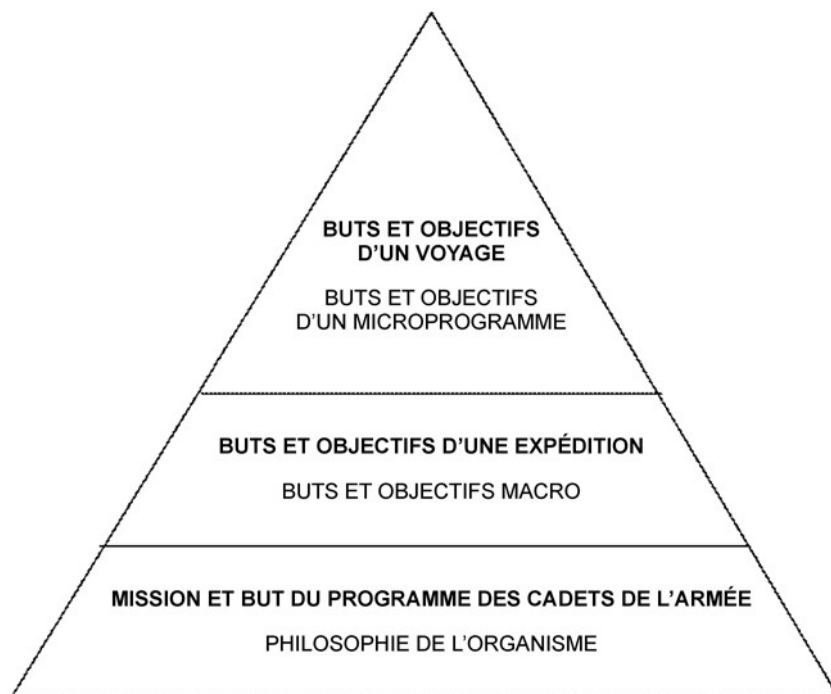 BUTS ET OBJECTIFS
D'UN VOYAGE
BUTS ET OBJECTIFS
D'UN MICROPROGRAMME
BUTS ET OBJECTIFS D'UNE EXPÉDITION
BUTS ET OBJECTIFS MACRO
MISSION ET BUT DU PROGRAMME DES CADETS DE L'ARMÉE
PHILOSOPHIE DE L'ORGANISME